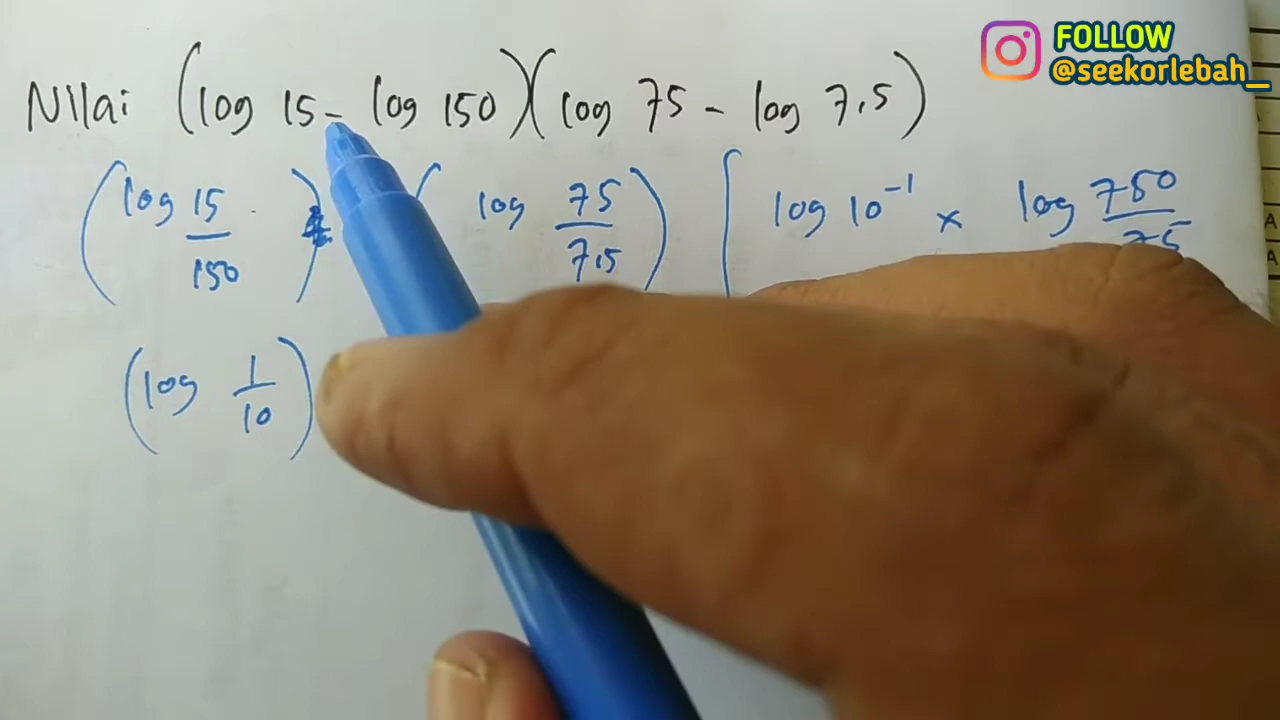 FOLLOW
@seekorlebah_
Nilai (log 15 - log 150)(log 75 - log 7,5)
(log 15/150) (log 75/7,5) log 10⁻¹ × log 750/75
(log 1/10)